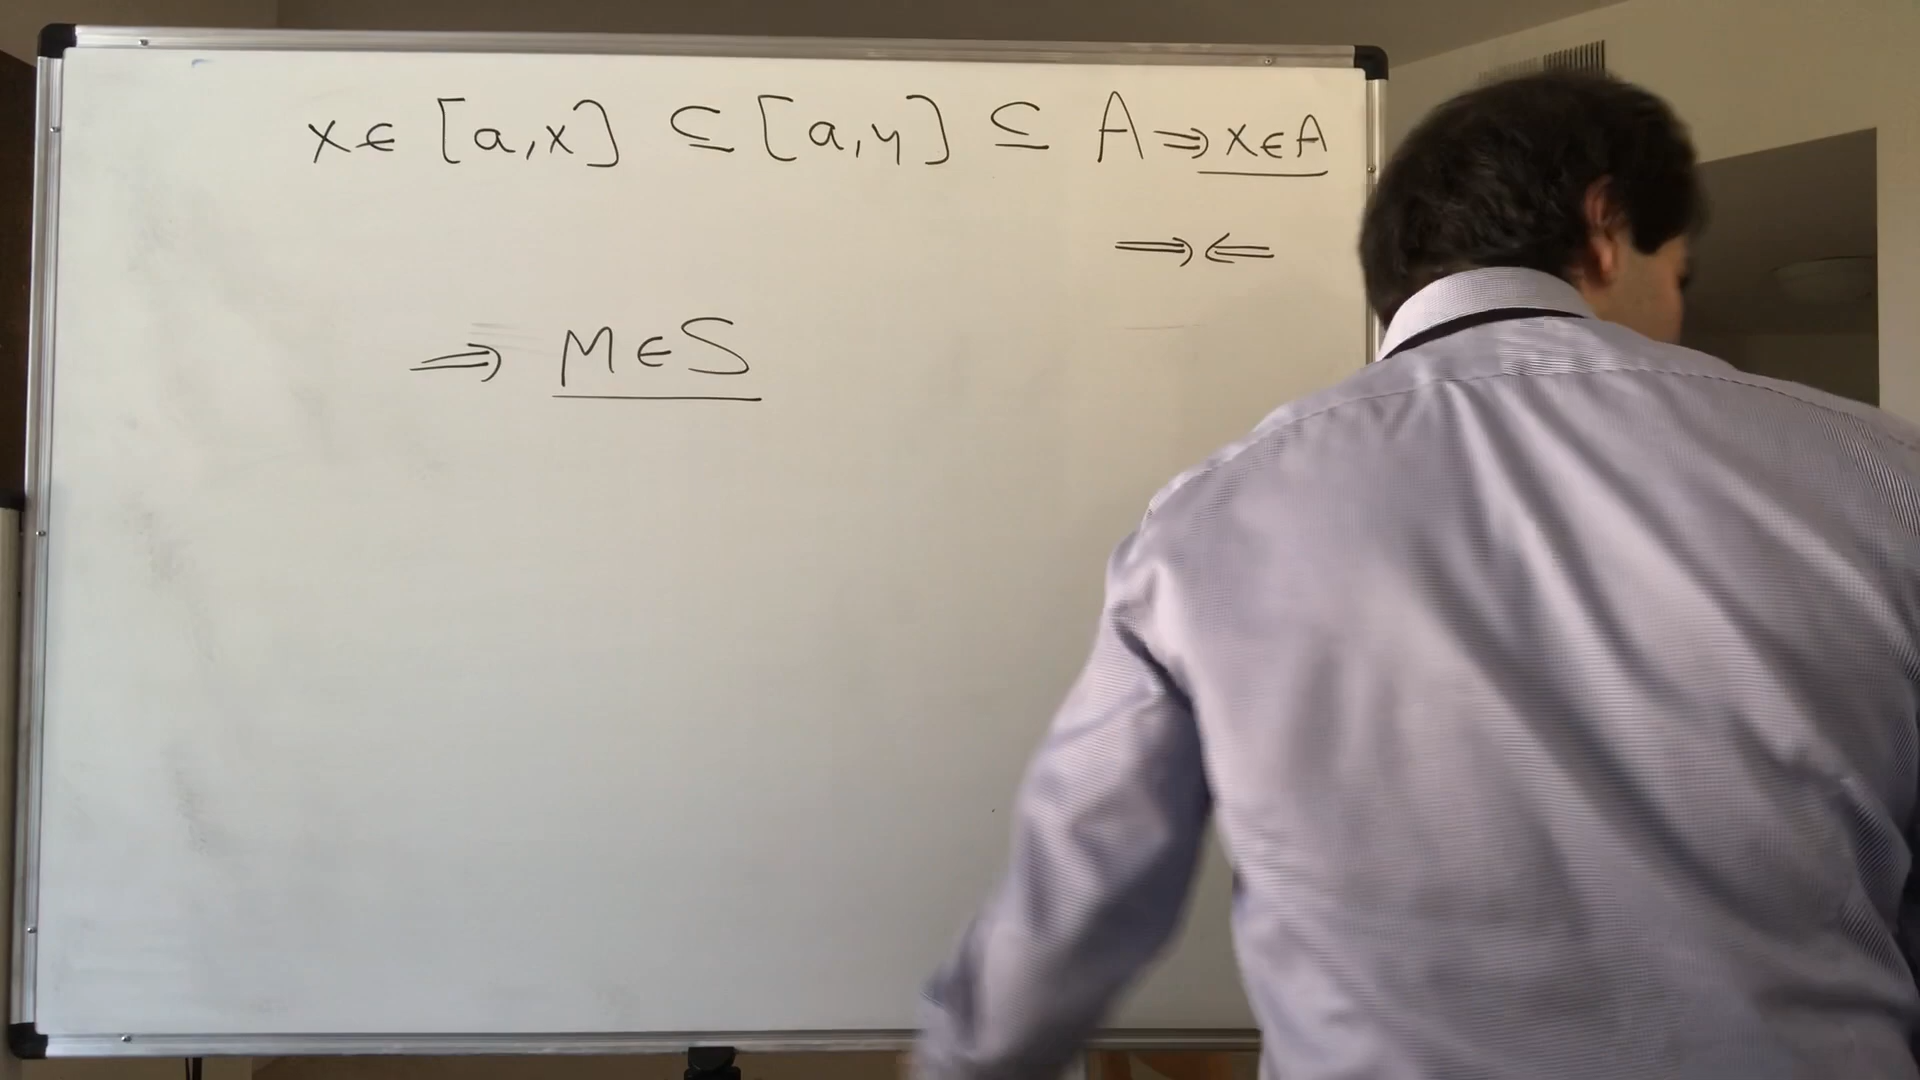 x ∈ [a,x] ⊆ [a,y] ⊆ A ⇒ x ∈ A
⇒⇐
⇒ M ∈ S